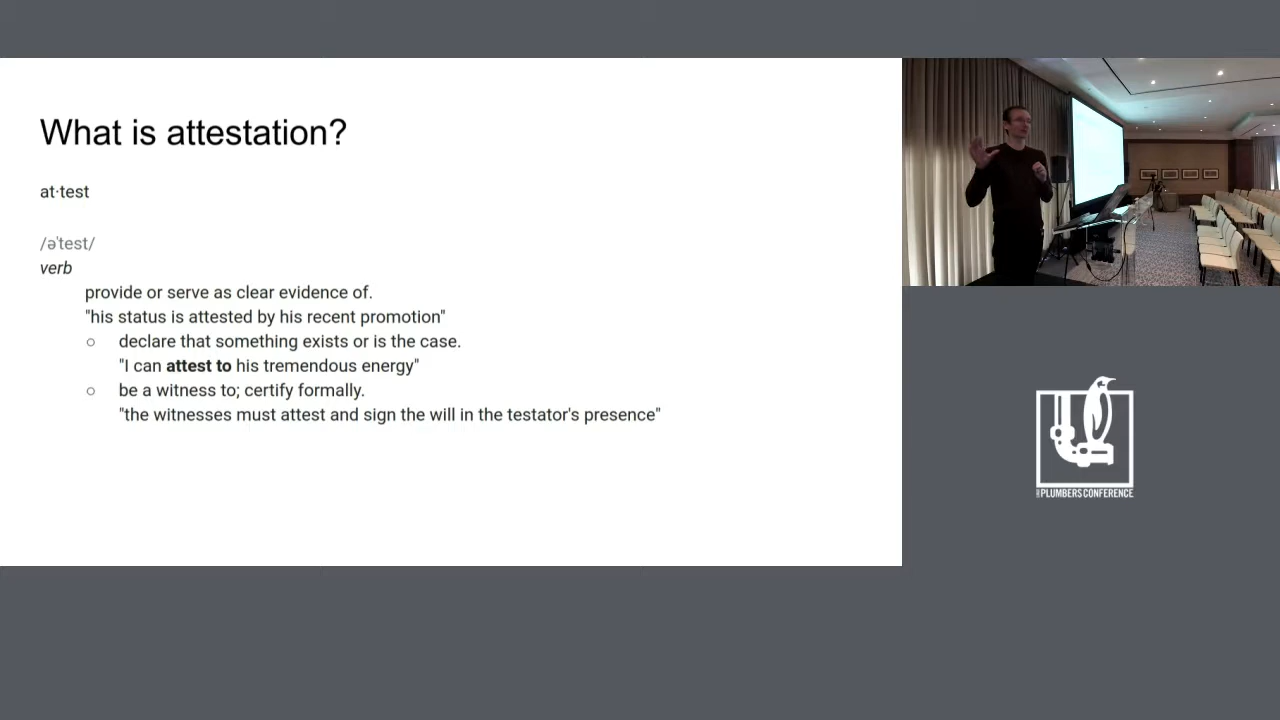 What is attestation?
at·test
/əˈtest/
verb
provide or serve as clear evidence of.
"his status is attested by his recent promotion"
○ declare that something exists or is the case.
"I can attest to his tremendous energy"
○ be a witness to; certify formally.
"the witnesses must attest and sign the will in the testator's presence"
PLUMBERS CONFERENCE